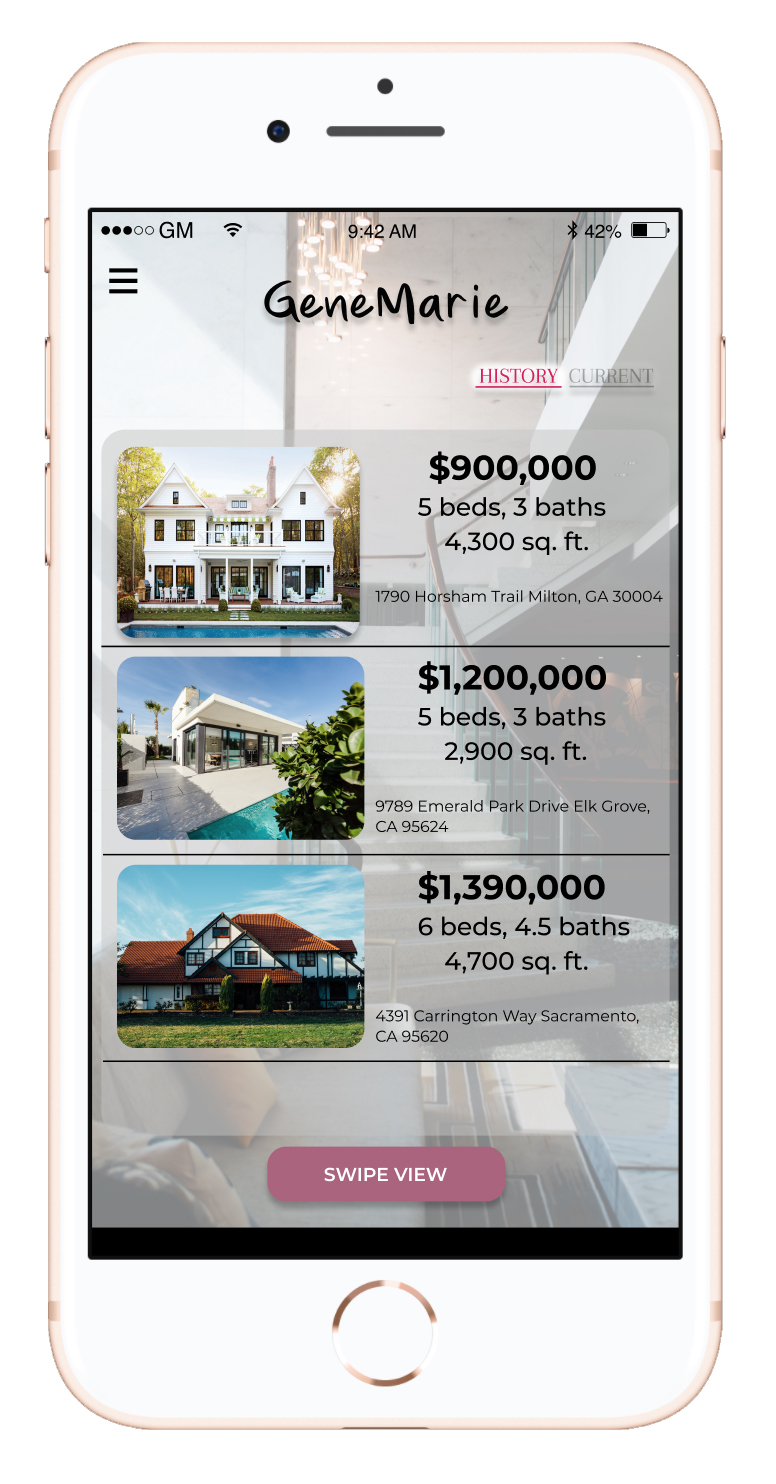 GM 9:42 AM 42%
GeneMarie
HISTORY CURRENT
$900,000
5 beds, 3 baths
4,300 sq. ft.
1790 Horsham Trail Milton, GA 30004
$1,200,000
5 beds, 3 baths
2,900 sq. ft.
9789 Emerald Park Drive Elk Grove,
CA 95624
$1,390,000
6 beds, 4.5 baths
4,700 sq. ft.
4391 Carrington Way Sacramento,
CA 95620
SWIPE VIEW